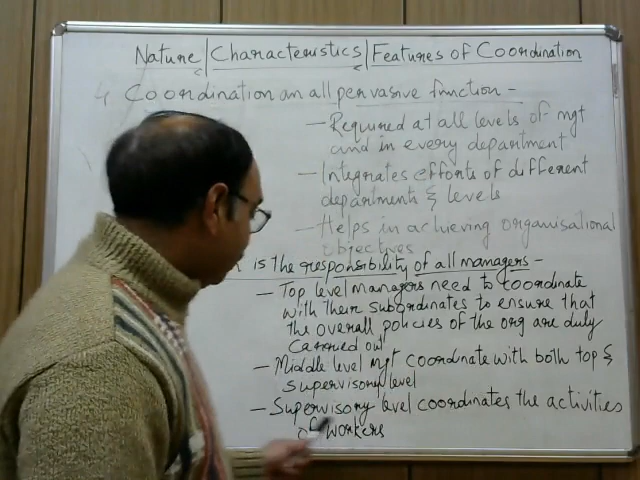 Nature | Characteristics | Features of Coordination
4 Coordination an all pervasive function -
- Required at all levels of mgt
and in every department
- Integrates efforts of different
departments & levels
- Helps in achieving organisational
objectives
is the responsibility of all managers -
- Top level managers need to coordinate
with their subordinates to ensure that
the overall policies of the org are duly
carried out
- Middle level mgt coordinate with both top &
supervisory level
- Supervisory level coordinates the activities
of workers